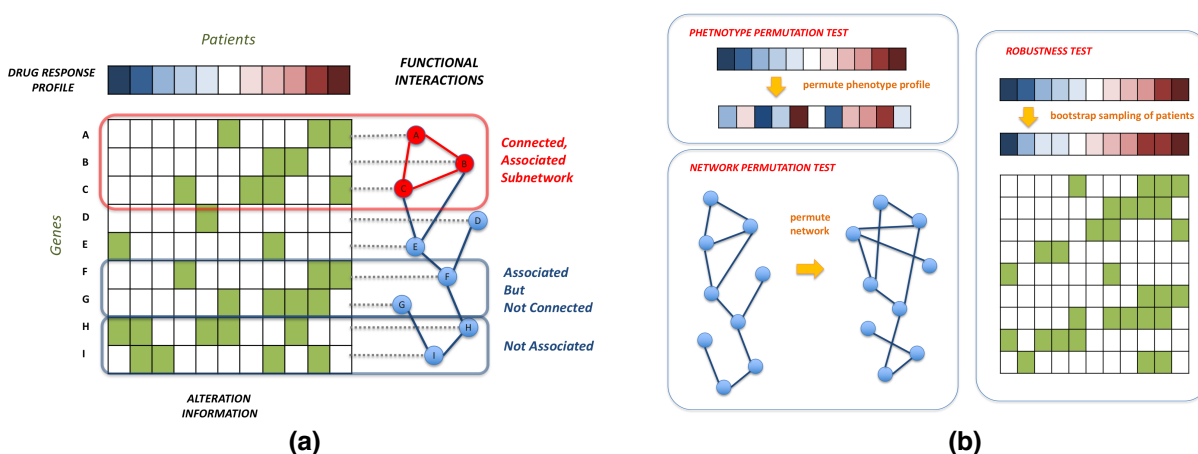 Patients
DRUG RESPONSE
PROFILE
FUNCTIONAL
INTERACTIONS
Genes
A
B
C
D
E
F
G
H
I
A
B
C
D
E
F
G
H
I
Connected,
Associated
Subnetwork
Associated
But
Not Connected
Not Associated
ALTERATION
INFORMATION
(a)
PHETNOTYPE PERMUTATION TEST
permute phenotype profile
NETWORK PERMUTATION TEST
permute
network
ROBUSTNESS TEST
bootstrap sampling of patients
(b)